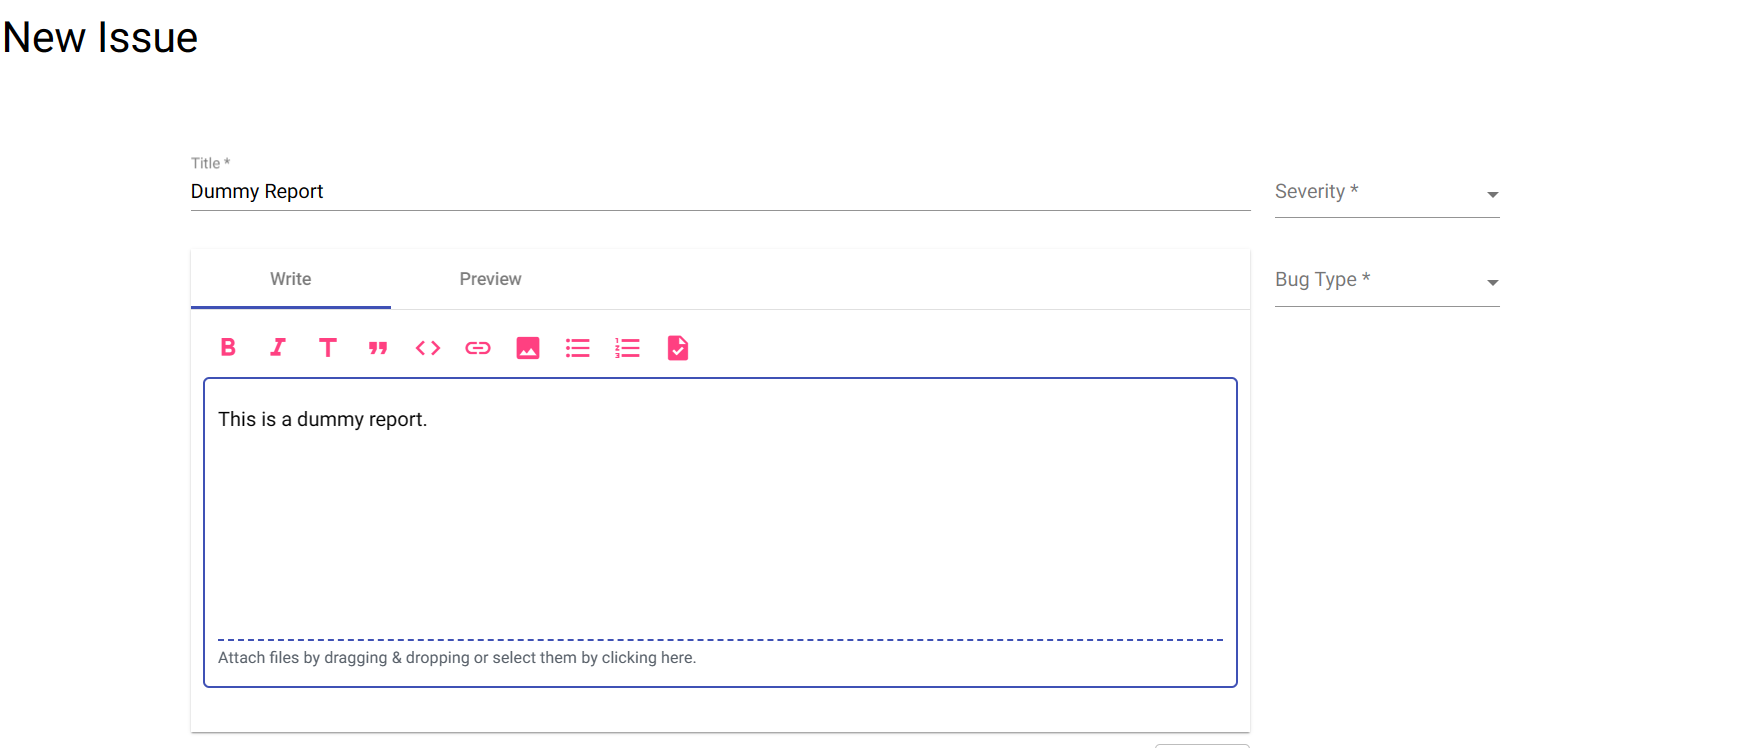 New Issue
Title *
Dummy Report
Severity *
Write
Preview
Bug Type *
This is a dummy report.
Attach files by dragging & dropping or select them by clicking here.